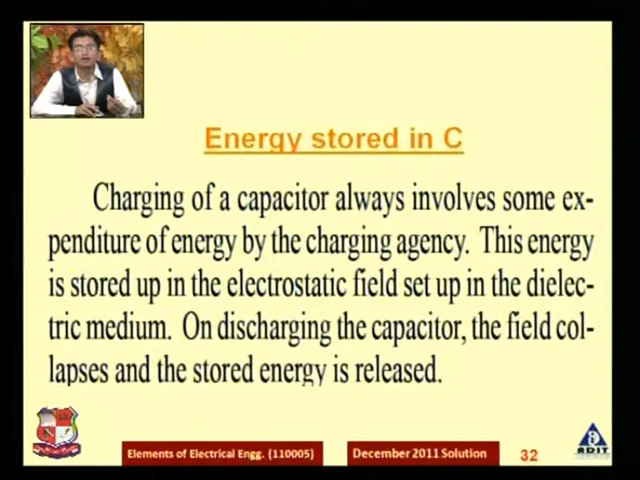 Energy stored in C
Charging of a capacitor always involves some ex-
penditure of energy by the charging agency. This energy
is stored up in the electrostatic field set up in the dielec-
tric medium. On discharging the capacitor, the field col-
lapses and the stored energy is released.
Elements of Electrical Engg. (110005)
December 2011 Solution
32
ADIT